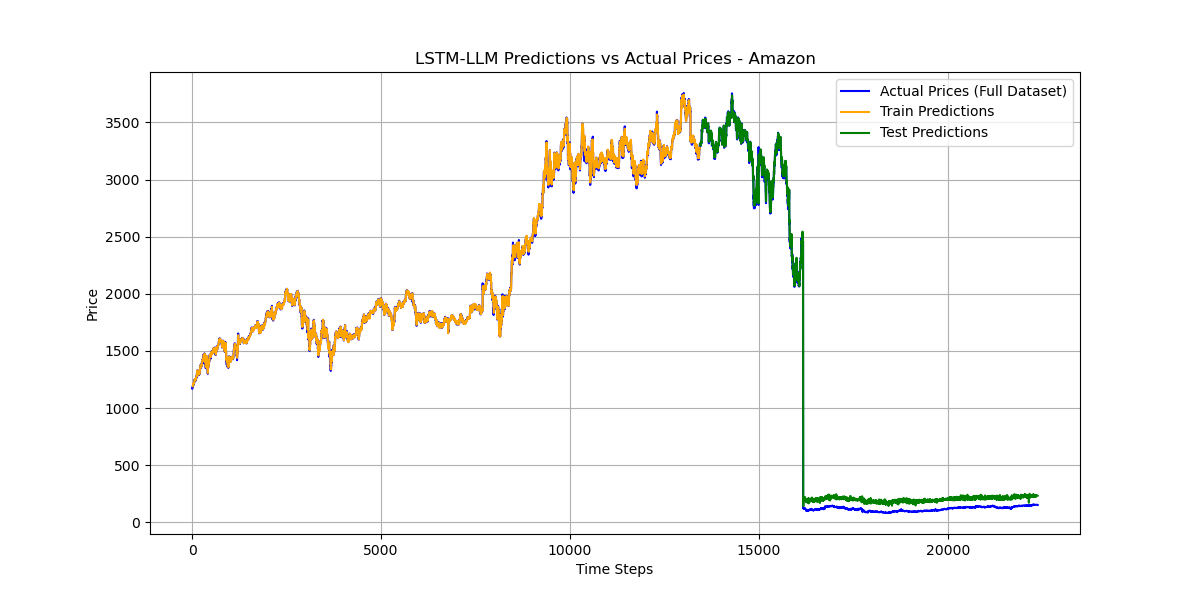 LSTM-LLM Predictions vs Actual Prices - Amazon
Actual Prices (Full Dataset)
Train Predictions
Test Predictions
Price
3500
3000
2500
2000
1500
1000
500
0
0
5000
10000
15000
20000
Time Steps